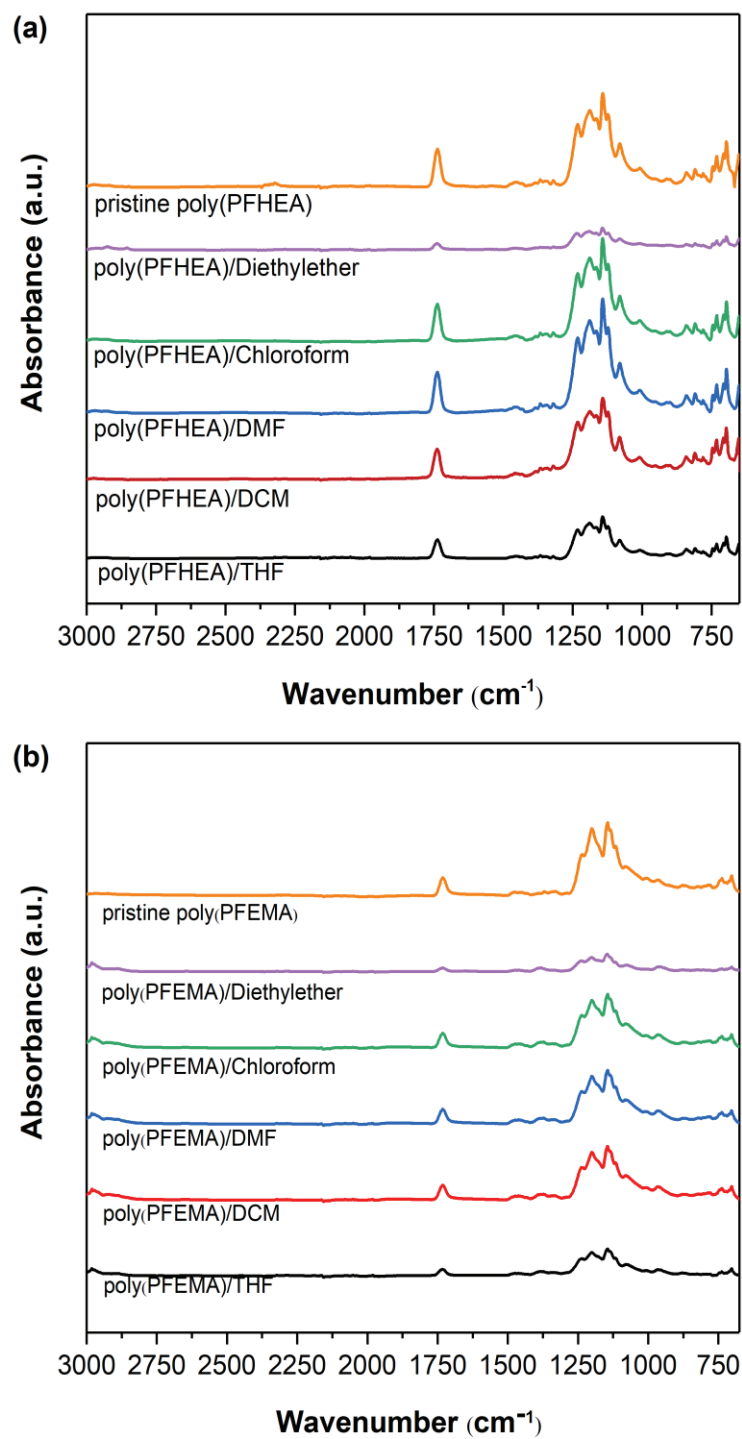 (a)
Absorbance (a.u.)
pristine poly(PFHEA)
poly(PFHEA)/Diethylether
poly(PFHEA)/Chloroform
poly(PFHEA)/DMF
poly(PFHEA)/DCM
poly(PFHEA)/THF
3000 2750 2500 2250 2000 1750 1500 1250 1000 750
Wavenumber (cm⁻¹)
(b)
Absorbance (a.u.)
pristine poly(PFEMA)
poly(PFEMA)/Diethylether
poly(PFEMA)/Chloroform
poly(PFEMA)/DMF
poly(PFEMA)/DCM
poly(PFEMA)/THF
3000 2750 2500 2250 2000 1750 1500 1250 1000 750
Wavenumber (cm⁻¹)